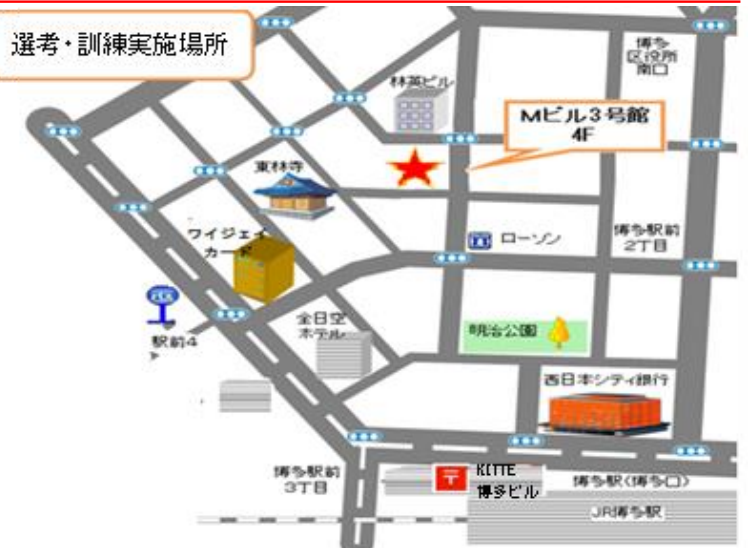 選考・訓練実施場所
博多
区役所
南口
林英ビル
Mビル3号館
4F
東林寺
ワイジェイ
カード
ローソン
博多駅前
2丁目
駅前4
全日空
ホテル
明治公園
西日本シティ銀行
博多駅前
3丁目
〒
KITTE
博多ビル
博多駅(博多口)
JR博多駅